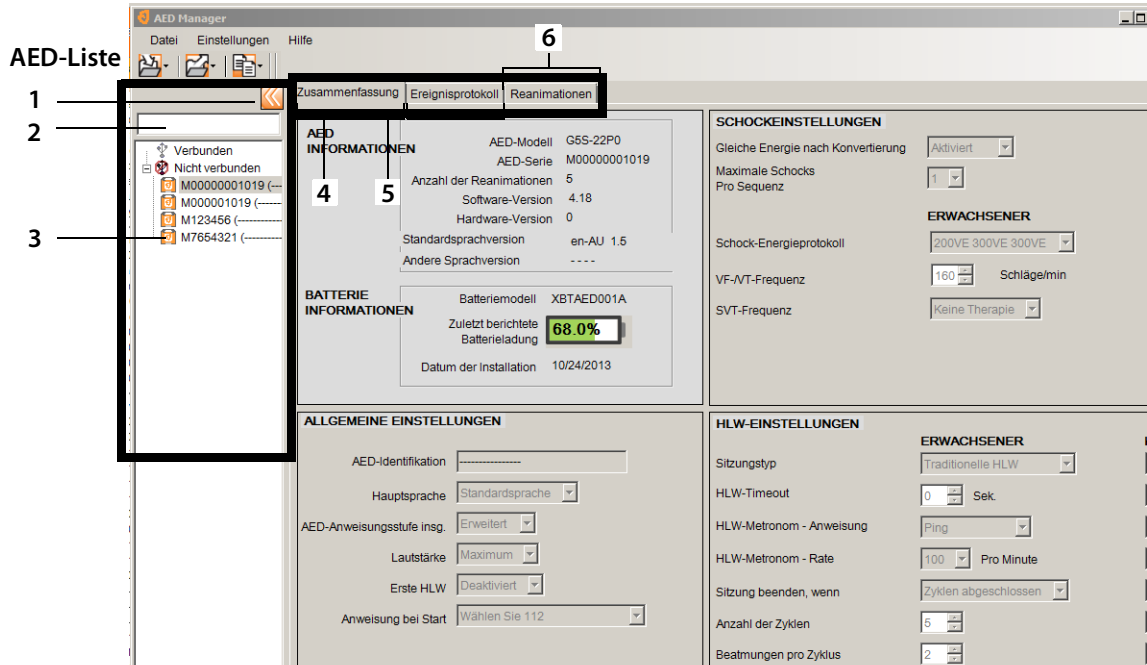 AED Manager
Datei Einstellungen Hilfe
AED-Liste
6
1
2
Verbunden
Nicht verbunden
M00000001019 (---
M000001019 (------
M123456 (-----------
3
M7654321 (----------
Zusammenfassung Ereignisprotokoll Reanimationen
4 5
AED INFORMATIONEN
AED-Modell G5S-22P0
AED-Serie M00000001019
Anzahl der Reanimationen 5
Software-Version 4.18
Hardware-Version 0
Standardsprachversion en-AU 1.5
Andere Sprachversion ----
BATTERIE INFORMATIONEN
Batteriemodell XBTAED001A
Zuletzt berichtete
Batterieladung 68.0%
Datum der Installation 10/24/2013
SCHOCKEINSTELLUNGEN
Gleiche Energie nach Konvertierung Aktiviert
Maximale Schocks
Pro Sequenz 1
ERWACHSENER
Schock-Energieprotokoll 200VE 300VE 300VE
VF-/VT-Frequenz 160 Schläge/min
SVT-Frequenz Keine Therapie
ALLGEMEINE EINSTELLUNGEN
AED-Identifikation ----------------
Hauptsprache Standardsprache
AED-Anweisungsstufe insg. Erweitert
Lautstärke Maximum
Erste HLW Deaktiviert
Anweisung bei Start Wählen Sie 112
HLW-EINSTELLUNGEN
ERWACHSENER
Sitzungstyp Traditionelle HLW
HLW-Timeout 0 Sek.
HLW-Metronom - Anweisung Ping
HLW-Metronom - Rate 100 Pro Minute
Sitzung beenden, wenn Zyklen abgeschlossen
Anzahl der Zyklen 5
Beatmungen pro Zyklus 2